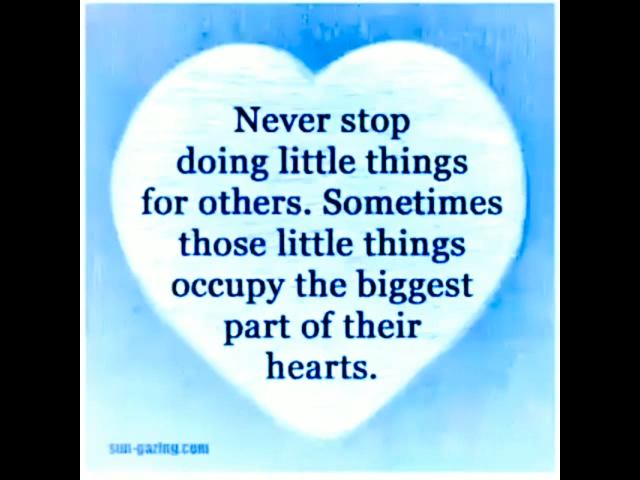 Never stop
doing little things
for others. Sometimes
those little things
occupy the biggest
part of their
hearts.
sun-gazing.com